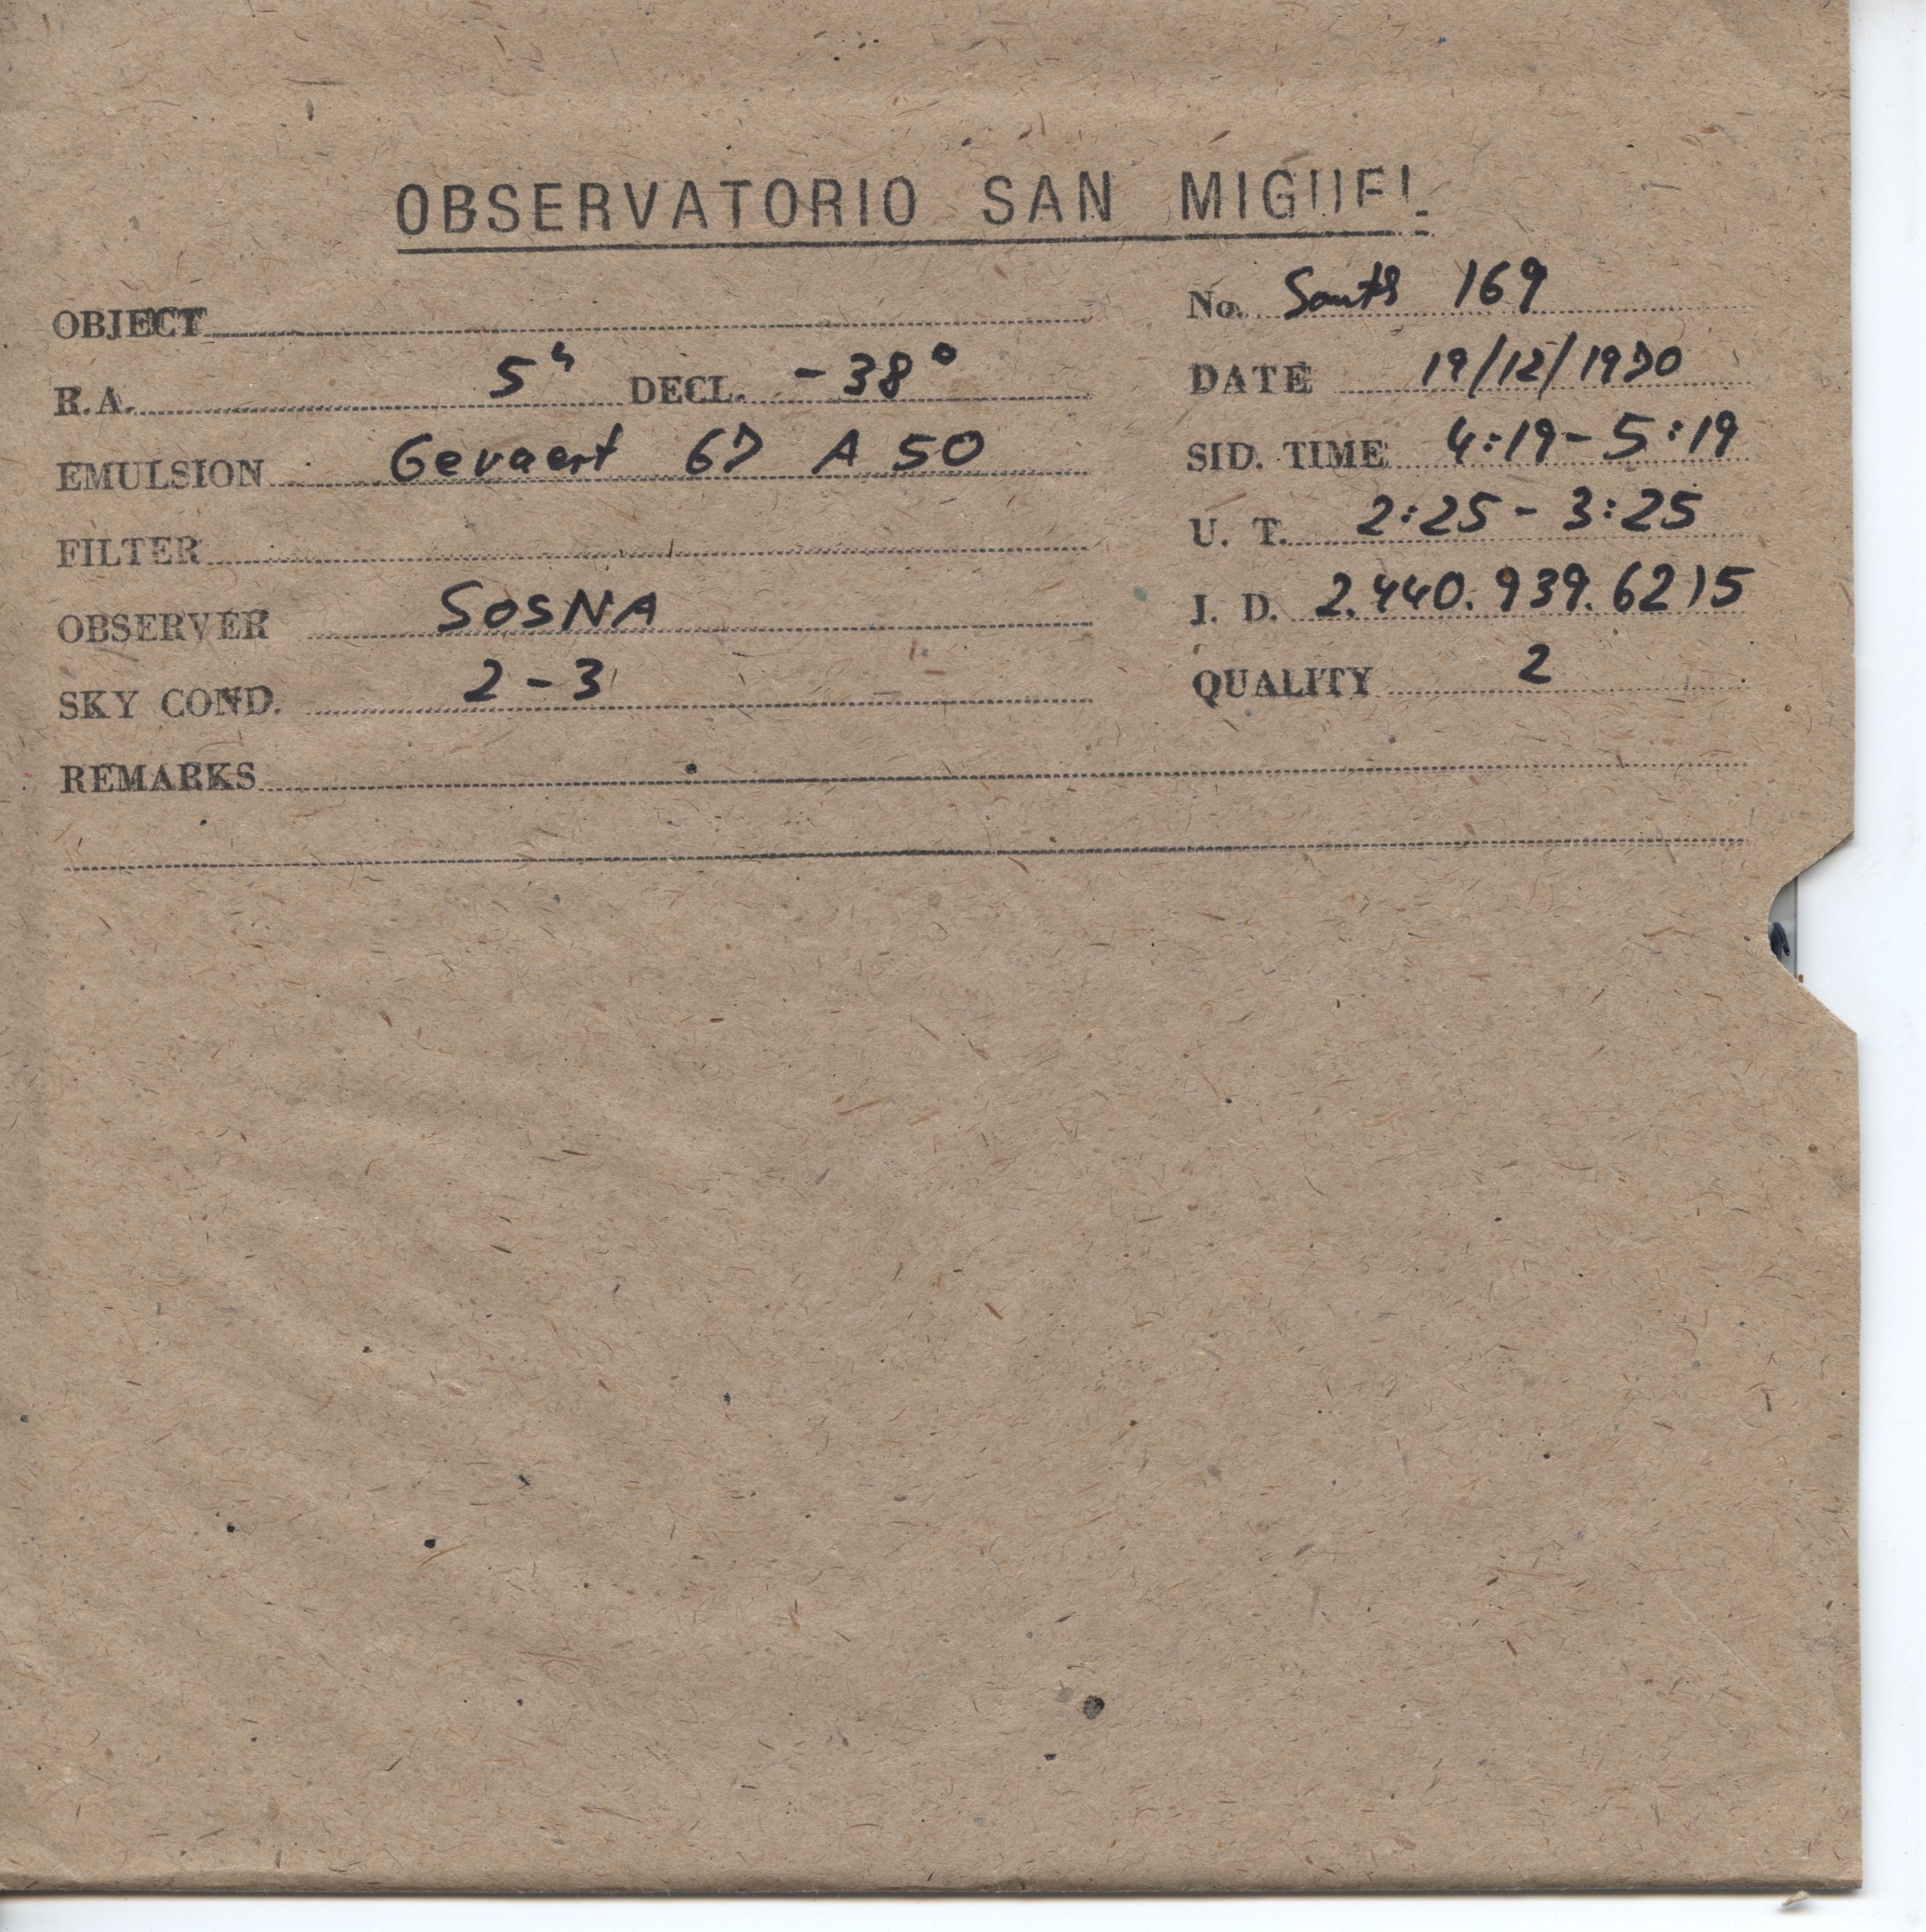 OBSERVATORIO SAN MIGUEL
OBJECT
No. South 169
R.A. 5h DECL. -38°
DATE 19/12/1970
EMULSION Gevaert 67 A 50
SID. TIME 4:19-5:19
FILTER
U. T. 2:25-3:25
OBSERVER SOSNA
J. D. 2.440.939.6215
SKY COND. 2-3
QUALITY 2
REMARKS